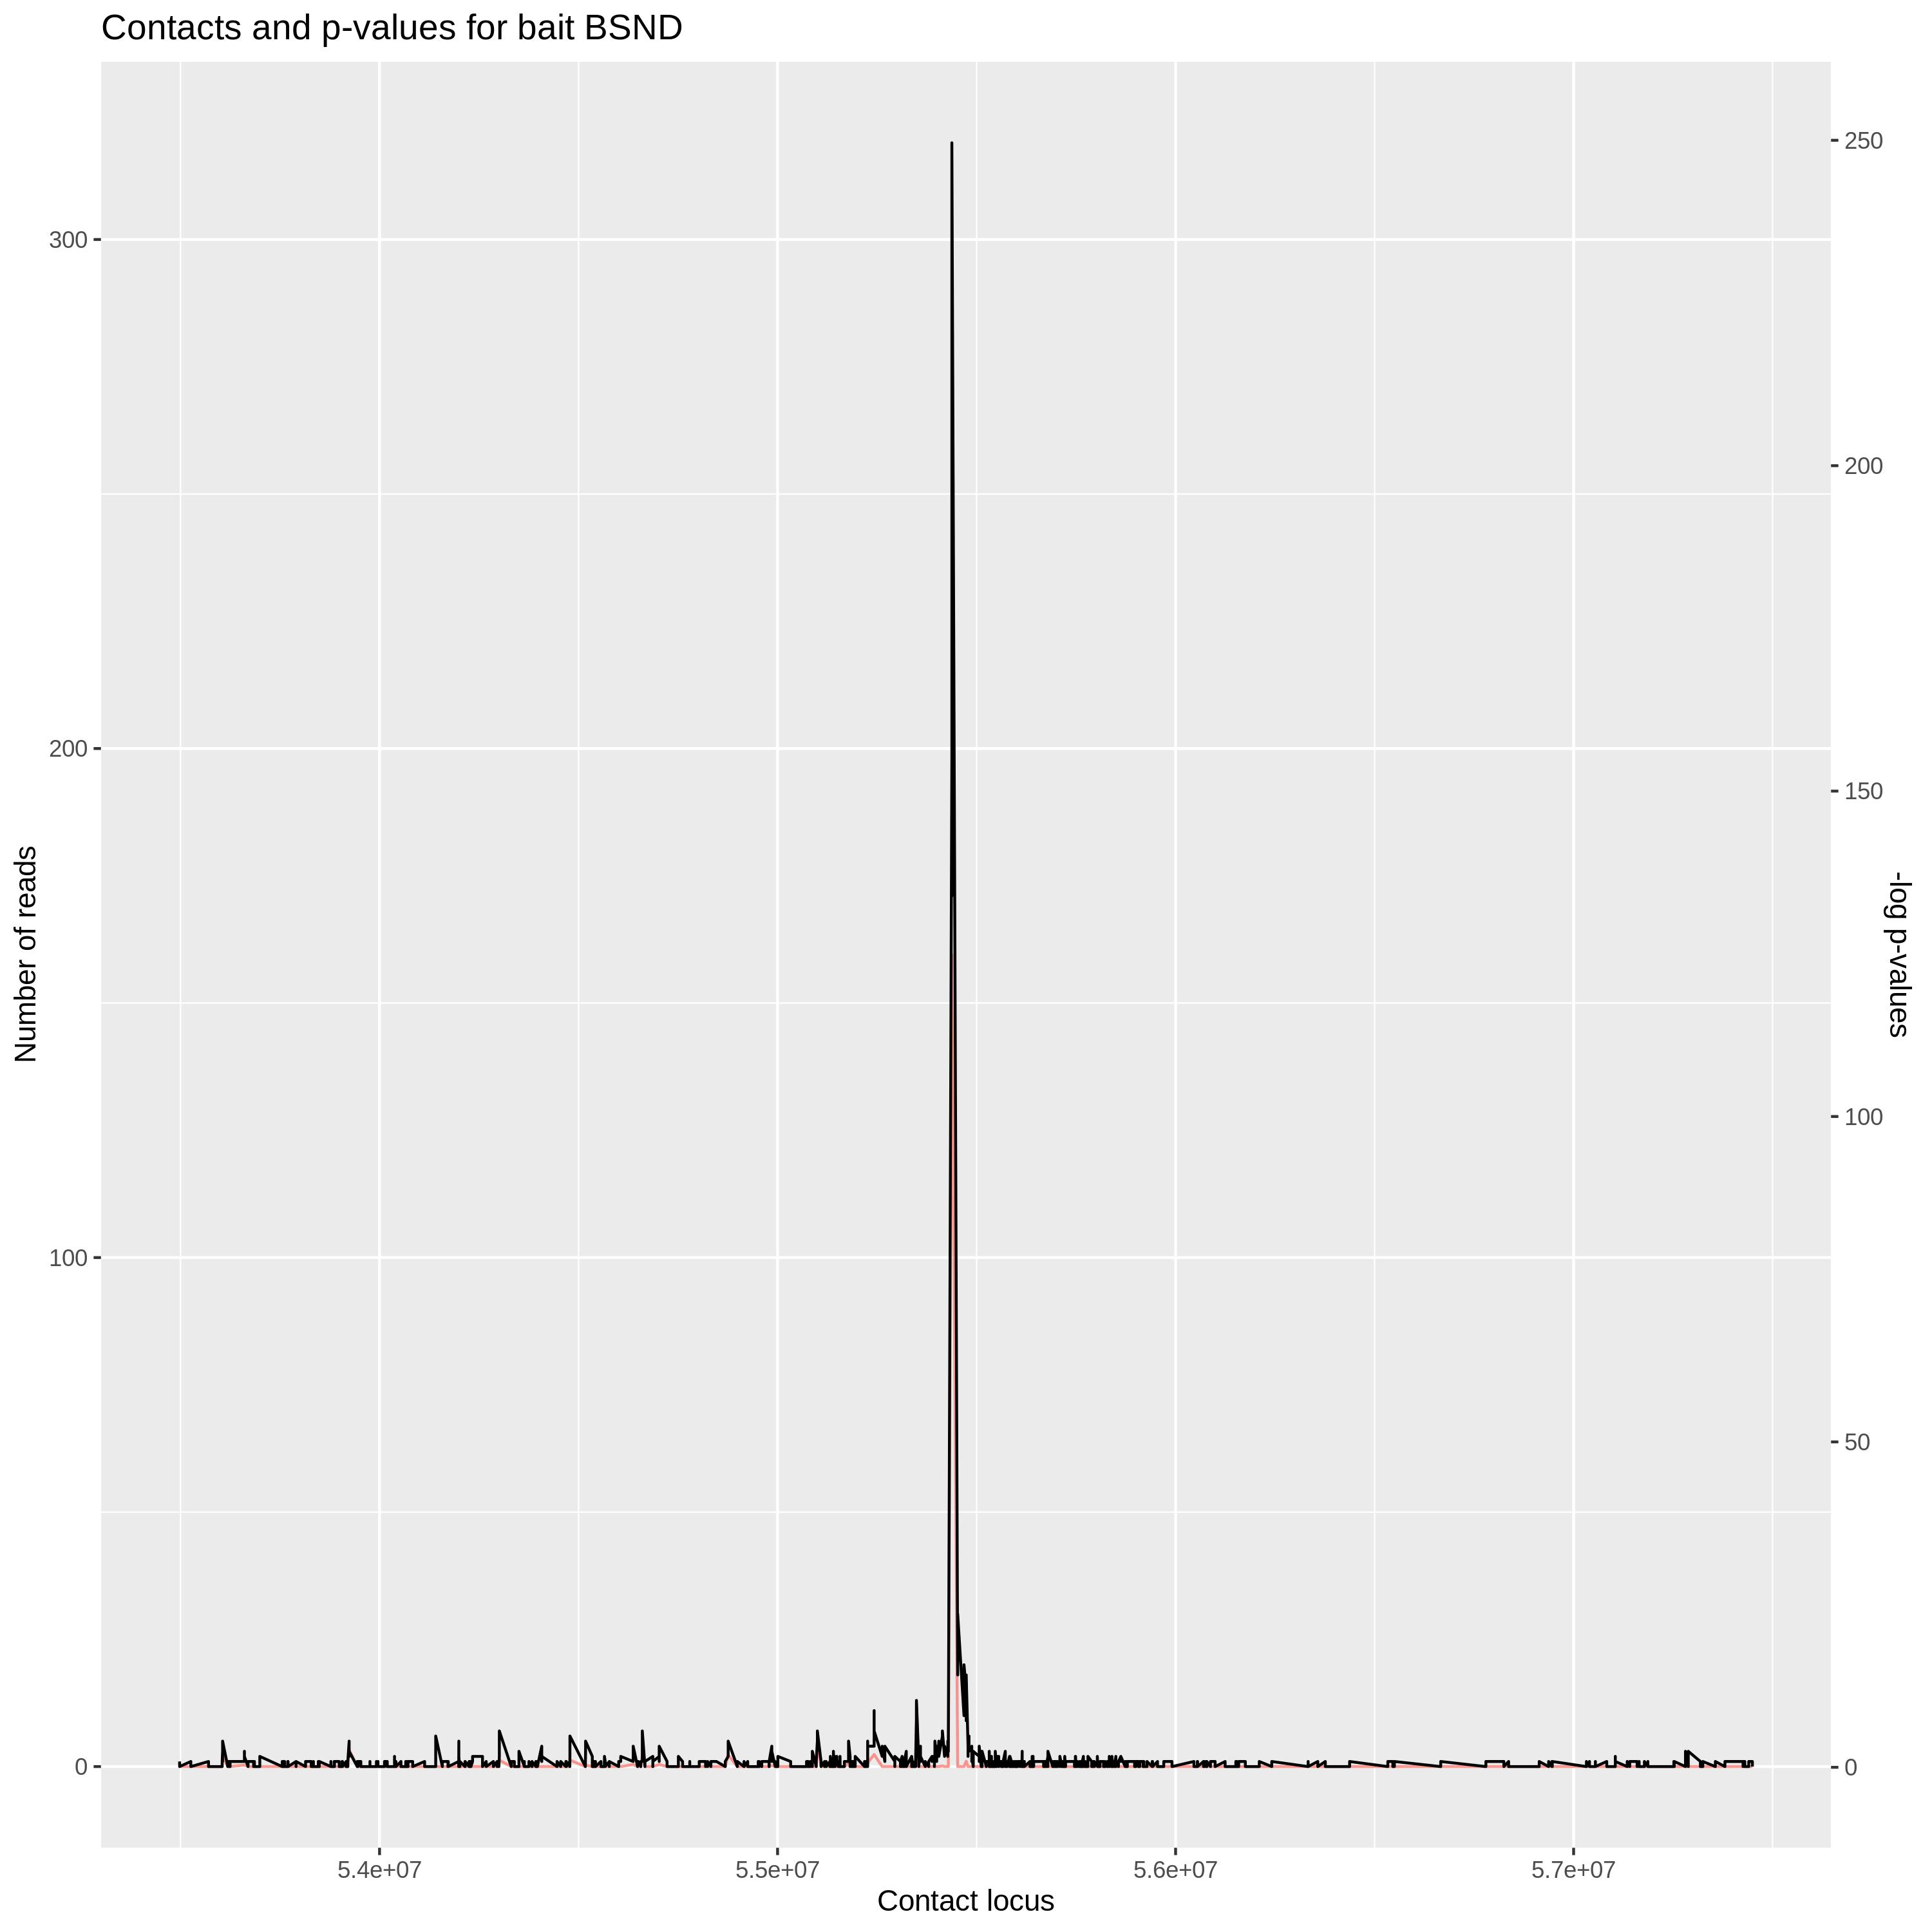 Contacts and p-values for bait BSND
Number of reads
300
200
100
0
250
200
150
100
50
0
-log p-values
5.4e+07
5.5e+07
5.6e+07
5.7e+07
Contact locus